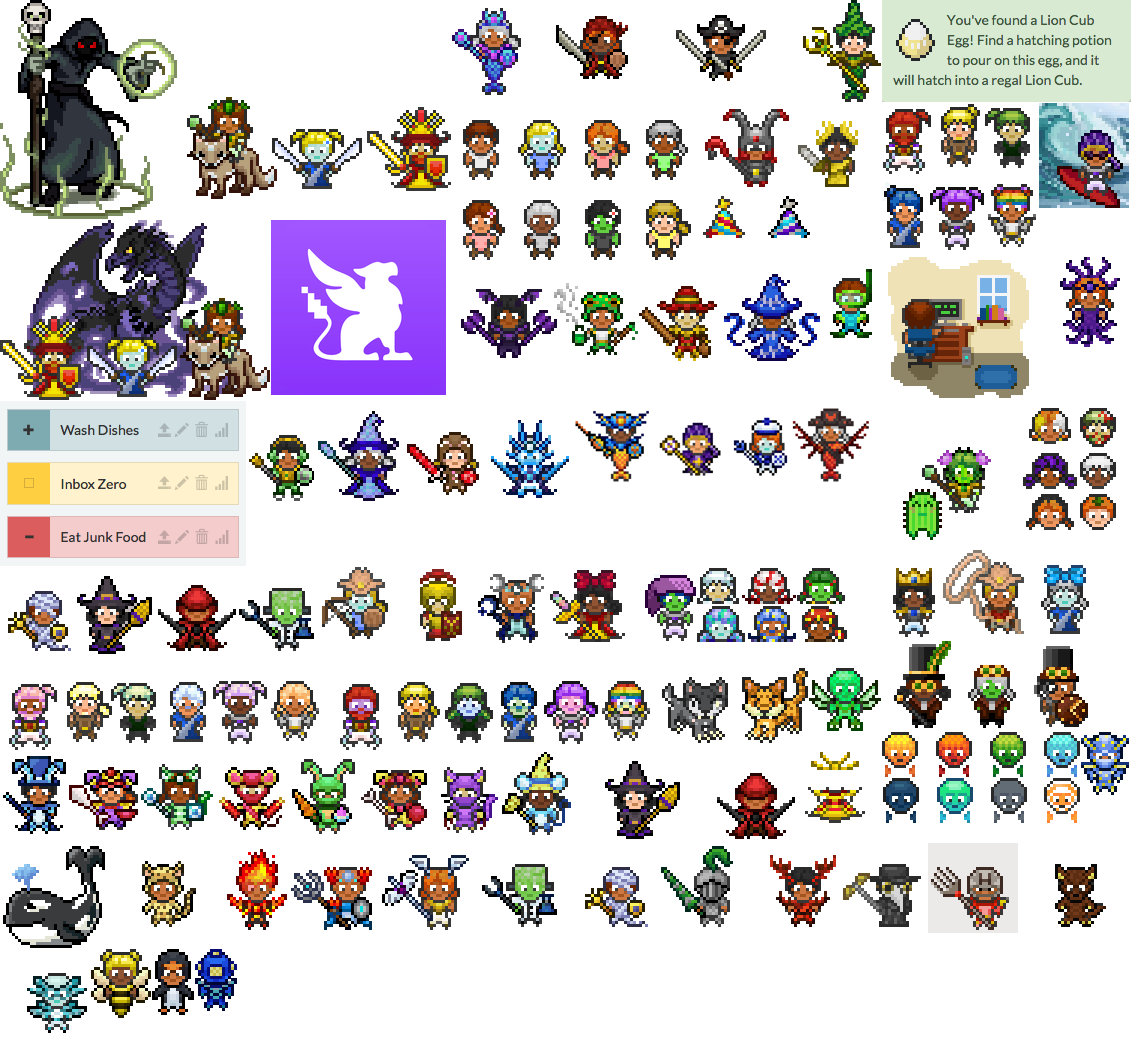 You've found a Lion Cub
Egg! Find a hatching potion
to pour on this egg, and it
will hatch into a regal Lion Cub.
+ Wash Dishes
Inbox Zero
- Eat Junk Food